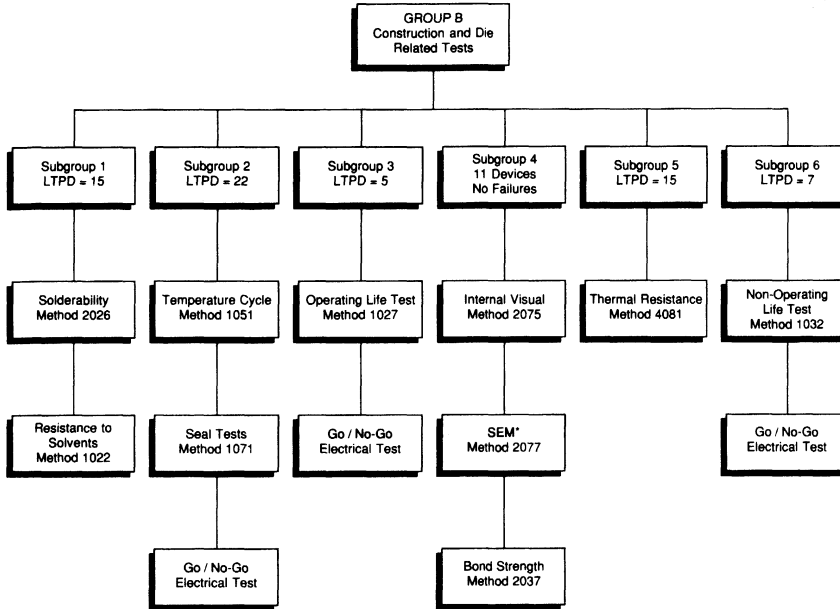 GROUP B
Construction and Die
Related Tests
Subgroup 1
LTPD = 15
Subgroup 2
LTPD = 22
Subgroup 3
LTPD = 5
Subgroup 4
11 Devices
No Failures
Subgroup 5
LTPD = 15
Subgroup 6
LTPD = 7
Solderability
Method 2026
Temperature Cycle
Method 1051
Operating Life Test
Method 1027
Internal Visual
Method 2075
Thermal Resistance
Method 4081
Non-Operating
Life Test
Method 1032
Resistance to
Solvents
Method 1022
Seal Tests
Method 1071
Go / No-Go
Electrical Test
SEM*
Method 2077
Go / No-Go
Electrical Test
Go / No-Go
Electrical Test
Bond Strength
Method 2037